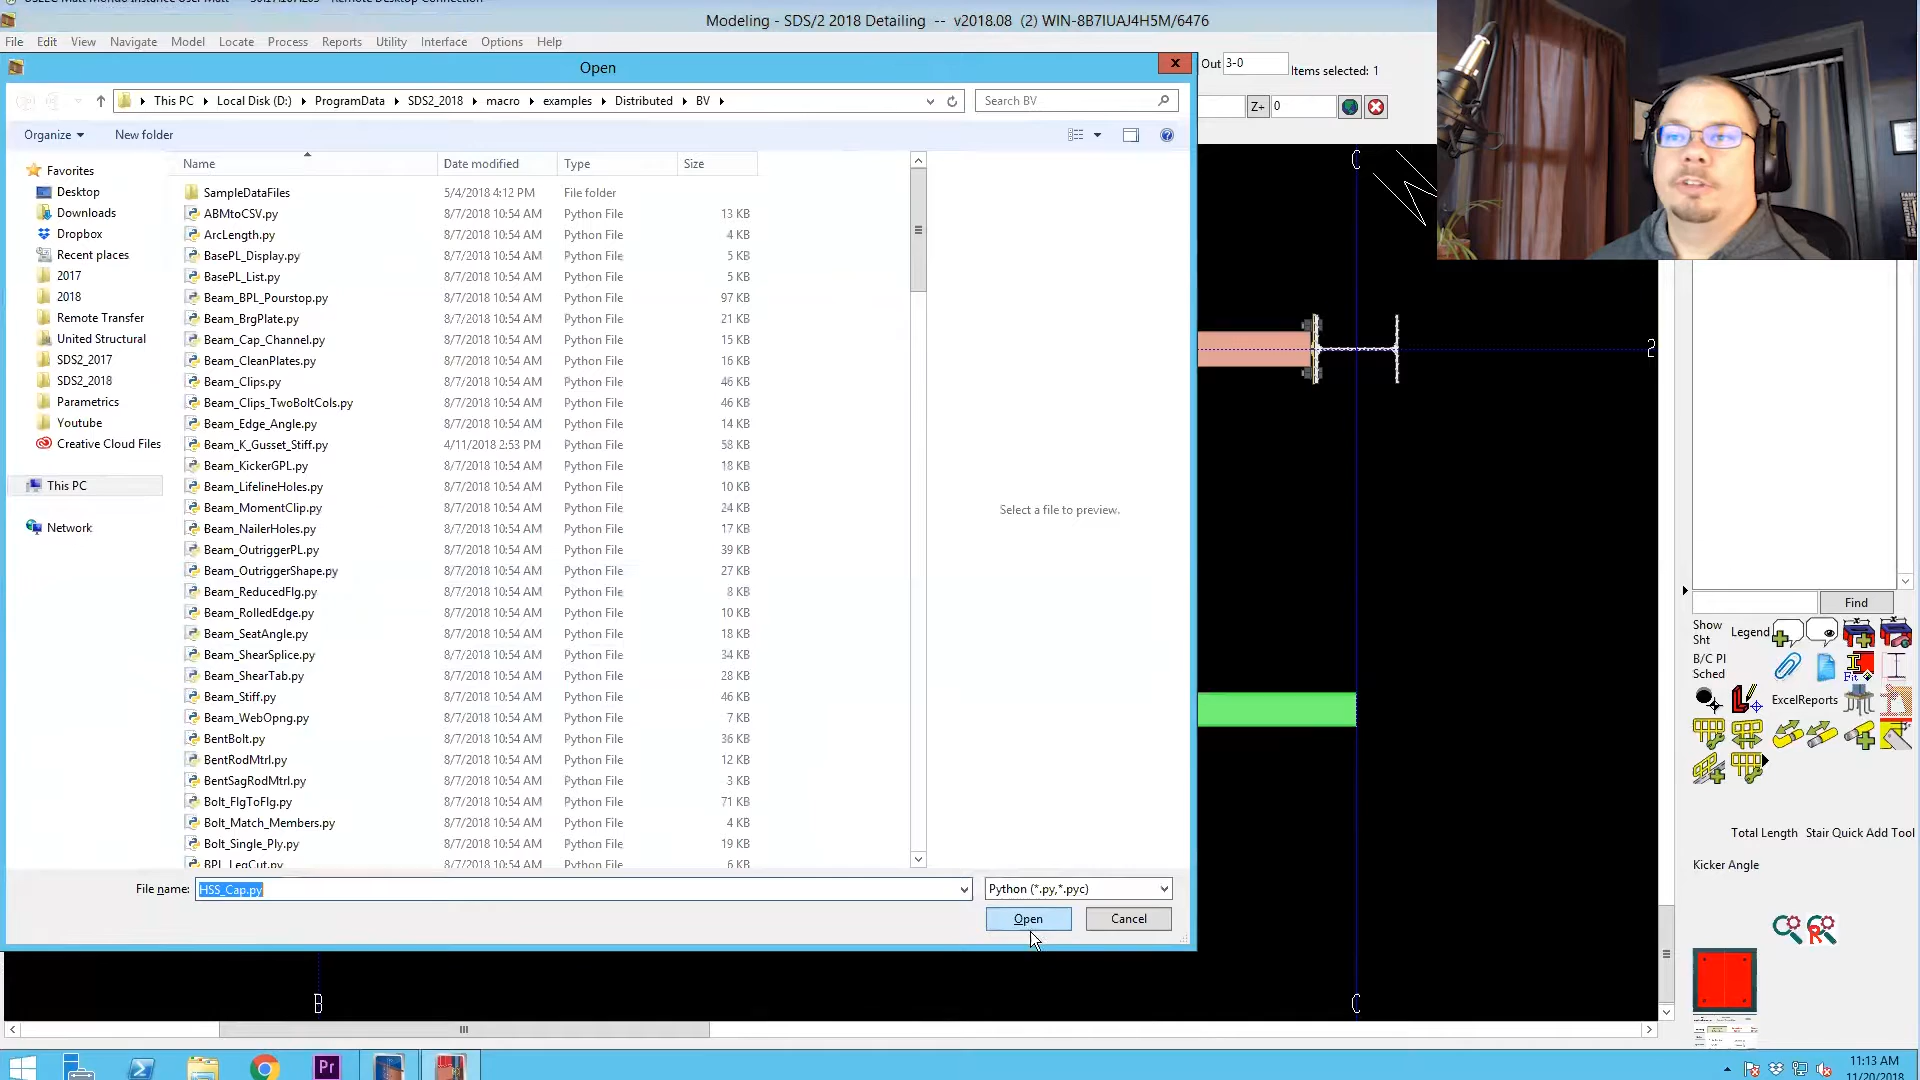 Modeling - SDS/2 2018 Detailing -- v2018.08 (2) WIN-8B7IUAJ4H5M/6476
File Edit View Navigate Model Locate Process Reports Utility Interface Options Help
Open
x
Out 3-0 Items selected: 1
This PC Local Disk (D:) ProgramData SDS2_2018 macro examples Distributed BV
Search BV
Z+ 0
Organize New folder
Name Date modified Type Size
Favorites
Desktop
Downloads
Dropbox
Recent places
2017
2018
Remote Transfer
United Structural
SDS2_2017
SDS2_2018
Parametrics
Youtube
Creative Cloud Files
This PC
Network
SampleDataFiles 5/4/2018 4:12 PM File folder
ABMtoCSV.py 8/7/2018 10:54 AM Python File 13 KB
ArcLength.py 8/7/2018 10:54 AM Python File 4 KB
BasePL_Display.py 8/7/2018 10:54 AM Python File 5 KB
BasePL_List.py 8/7/2018 10:54 AM Python File 5 KB
Beam_BPL_Pourstop.py 8/7/2018 10:54 AM Python File 97 KB
Beam_BrgPlate.py 8/7/2018 10:54 AM Python File 21 KB
Beam_Cap_Channel.py 8/7/2018 10:54 AM Python File 15 KB
Beam_CleanPlates.py 8/7/2018 10:54 AM Python File 16 KB
Beam_Clips.py 8/7/2018 10:54 AM Python File 46 KB
Beam_Clips_TwoBoltCols.py 8/7/2018 10:54 AM Python File 46 KB
Beam_Edge_Angle.py 8/7/2018 10:54 AM Python File 14 KB
Beam_K_Gusset_Stiff.py 4/11/2018 2:53 PM Python File 58 KB
Beam_KickerGPL.py 8/7/2018 10:54 AM Python File 18 KB
Beam_LifelineHoles.py 8/7/2018 10:54 AM Python File 10 KB
Beam_MomentClip.py 8/7/2018 10:54 AM Python File 24 KB
Beam_NailerHoles.py 8/7/2018 10:54 AM Python File 17 KB
Beam_OutriggerPL.py 8/7/2018 10:54 AM Python File 39 KB
Beam_OutriggerShape.py 8/7/2018 10:54 AM Python File 27 KB
Beam_ReducedFlg.py 8/7/2018 10:54 AM Python File 8 KB
Beam_RolledEdge.py 8/7/2018 10:54 AM Python File 10 KB
Beam_SeatAngle.py 8/7/2018 10:54 AM Python File 18 KB
Beam_ShearSplice.py 8/7/2018 10:54 AM Python File 34 KB
Beam_ShearTab.py 8/7/2018 10:54 AM Python File 28 KB
Beam_Stiff.py 8/7/2018 10:54 AM Python File 46 KB
Beam_WebOpng.py 8/7/2018 10:54 AM Python File 7 KB
BentBolt.py 8/7/2018 10:54 AM Python File 36 KB
BentRodMtrl.py 8/7/2018 10:54 AM Python File 12 KB
BentSagRodMtrl.py 8/7/2018 10:54 AM Python File 3 KB
Bolt_FlgToFlg.py 8/7/2018 10:54 AM Python File 71 KB
Bolt_Match_Members.py 8/7/2018 10:54 AM Python File 4 KB
Bolt_Single_Ply.py 8/7/2018 10:54 AM Python File 19 KB
BPL_LegCut.py 8/7/2018 10:54 AM Python File 6 KB
Select a file to preview.
File name: HSS_Cap.py Python (*.py,*.pyc)
Open Cancel
C
2
B
C
Find
Show
Sht
Legend
B/C Pl
Sched
Fit
ExcelReports
Total Length Stair Quick Add Tool
Kicker Angle
R
Pr
11:13 AM
11/20/2018